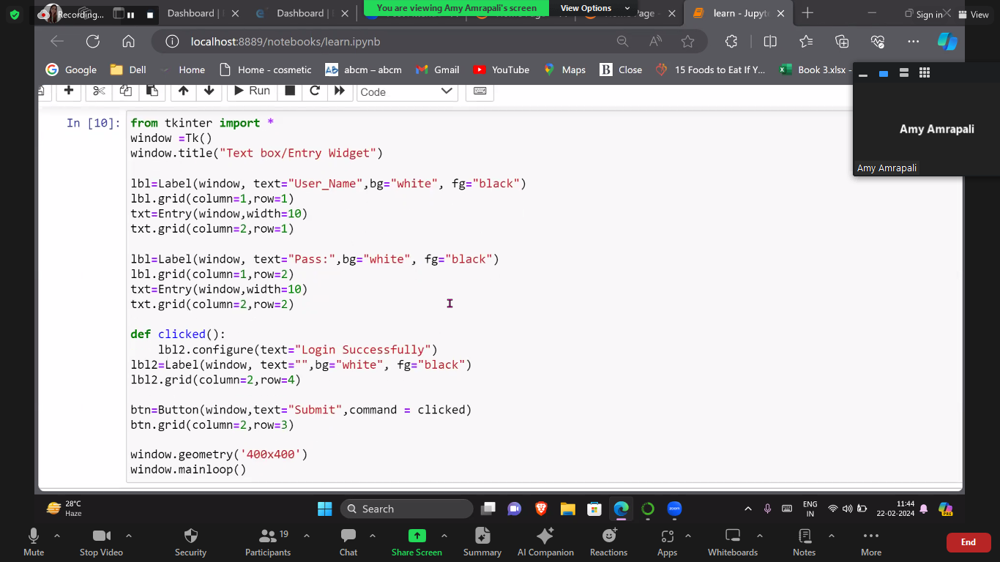 Recording...
Dashboard |
Dashboard |
You are viewing Amy Amrapali's screen
View Options
learn - Jupyte
Sign in
View
localhost:8889/notebooks/learn.ipynb
Google
Dell
Home
Home - cosmetic
abcm – abcm
Gmail
YouTube
Maps
Close
15 Foods to Eat If Y...
Book 3.xlsx -
Run
Code
Amy Amrapali
Amy Amrapali
In [10]:
from tkinter import *
window =Tk()
window.title("Text box/Entry Widget")
lbl=Label(window, text="User_Name",bg="white", fg="black")
lbl.grid(column=1,row=1)
txt=Entry(window,width=10)
txt.grid(column=2,row=1)
lbl=Label(window, text="Pass:",bg="white", fg="black")
lbl.grid(column=1,row=2)
txt=Entry(window,width=10)
txt.grid(column=2,row=2)
def clicked():
    lbl2.configure(text="Login Successfully")
lbl2=Label(window, text="",bg="white", fg="black")
lbl2.grid(column=2,row=4)
btn=Button(window,text="Submit",command = clicked)
btn.grid(column=2,row=3)
window.geometry('400x400')
window.mainloop()
28°C
Haze
Search
ENG
IN
11:44
22-02-2024
Mute
Stop Video
Security
19
Participants
Chat
Share Screen
Summary
AI Companion
Reactions
Apps
Whiteboards
Notes
More
End